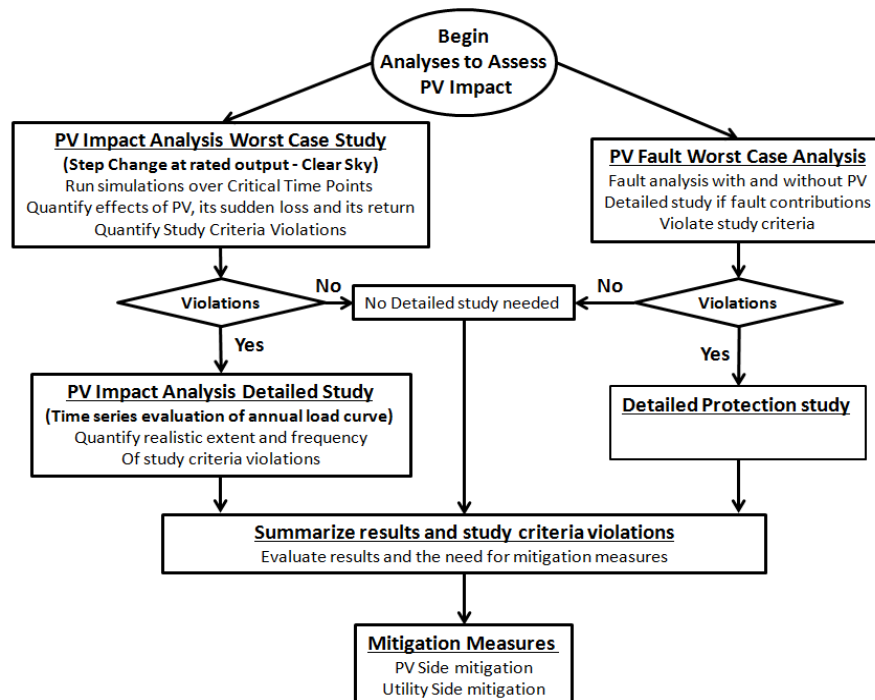 Begin
Analyses to Assess
PV Impact
PV Impact Analysis Worst Case Study
(Step Change at rated output - Clear Sky)
Run simulations over Critical Time Points
Quantify effects of PV, its sudden loss and its return
Quantify Study Criteria Violations
PV Fault Worst Case Analysis
Fault analysis with and without PV
Detailed study if fault contributions
Violate study criteria
Violations
No
No Detailed study needed
No
Violations
Yes
Yes
PV Impact Analysis Detailed Study
(Time series evaluation of annual load curve)
Quantify realistic extent and frequency
Of study criteria violations
Detailed Protection study
Summarize results and study criteria violations
Evaluate results and the need for mitigation measures
Mitigation Measures
PV Side mitigation
Utility Side mitigation